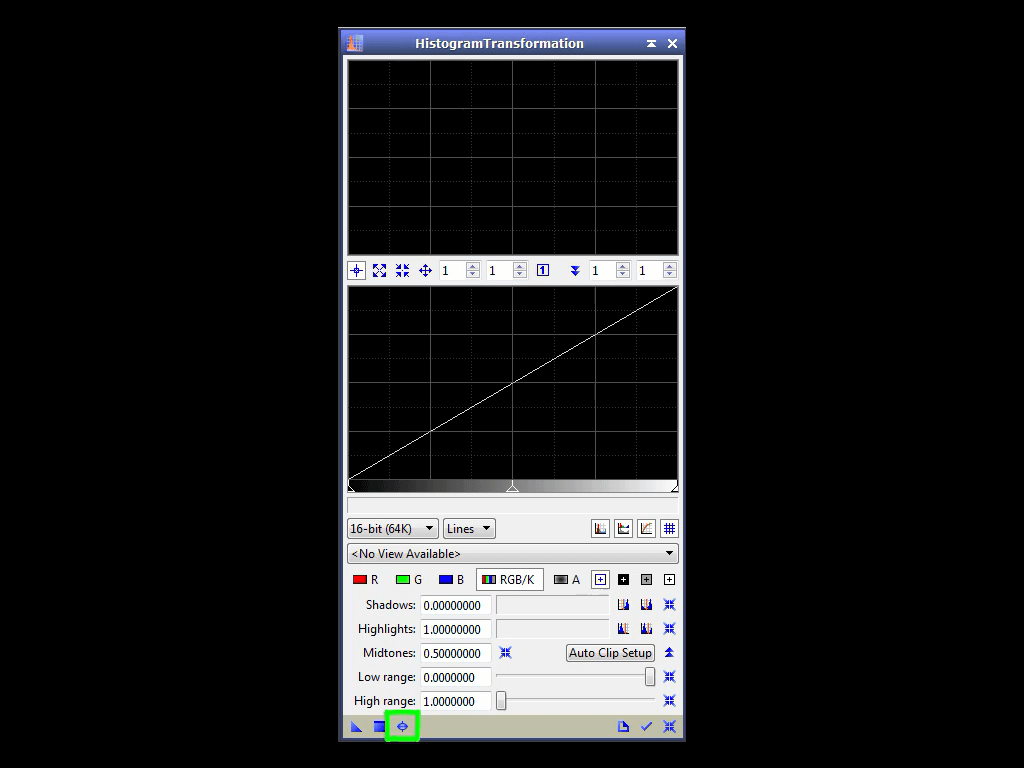 HistogramTransformation
1 1 1 1 1
16-bit (64K) Lines
<No View Available>
R G B RGB/K A
Shadows: 0.00000000
Highlights: 1.00000000
Midtones: 0.50000000 Auto Clip Setup
Low range: 0.0000000
High range: 1.0000000